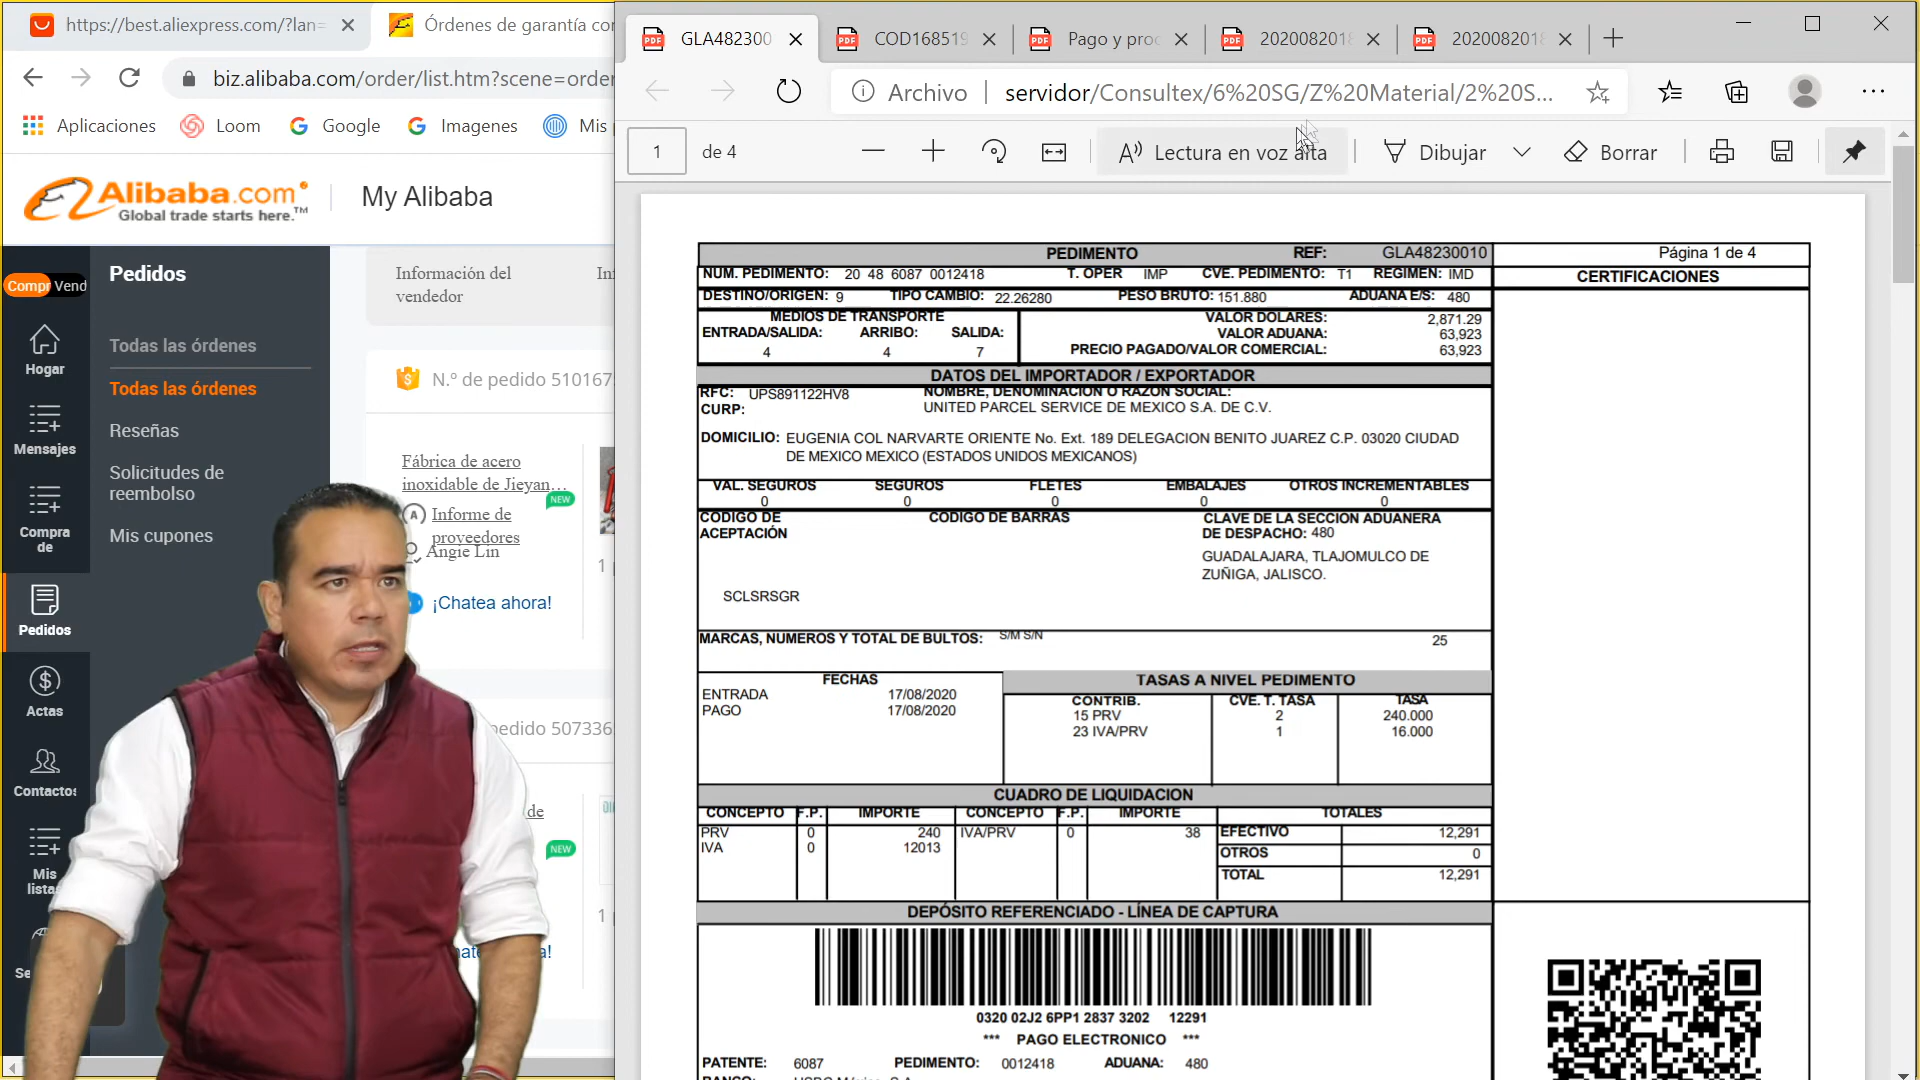 https://best.aliexpress.com/?lan=
Órdenes de garantía co
biz.alibaba.com/order/list.htm?scene=order
Aplicaciones
Loom
Google
Imagenes
Mis
Alibaba.com
Global trade starts here.™
My Alibaba
Compr
Vend
Hogar
Mensajes
Compra
de
Pedidos
Actas
Contactos
Mis
lista
Se
Pedidos
Todas las órdenes
Todas las órdenes
Reseñas
Solicitudes de
reembolso
Mis cupones
Información del
vendedor
N.º de pedido 510167
Fábrica de acero
inoxidable de Jieyan...
NEW
Informe de
proveedores
Angie Lin
¡Chatea ahora!
1
pedido 507336
de
NEW
1
GLA482300
COD168519
Pago y pro
2020082018
2020082018
Archivo
servidor/Consultex/6%20SG/Z%20Material/2%20S...
1
de 4
Lectura en voz alta
Dibujar
Borrar
PEDIMENTO
REF: GLA48230010
Página 1 de 4
NUM. PEDIMENTO: 20 48 6087 0012418 T. OPER IMP CVE. PEDIMENTO: T1 REGIMEN: IMD
CERTIFICACIONES
DESTINO/ORIGEN: 9 TIPO CAMBIO: 22.26280 PESO BRUTO: 151.880 ADUANA E/S: 480
MEDIOS DE TRANSPORTE
ENTRADA/SALIDA: ARRIBO: SALIDA:
4 4 7
VALOR DOLARES: 2,871.29
VALOR ADUANA: 63,923
PRECIO PAGADO/VALOR COMERCIAL: 63,923
DATOS DEL IMPORTADOR / EXPORTADOR
RFC: UPS891122HV8 NOMBRE, DENOMINACION O RAZON SOCIAL:
CURP: UNITED PARCEL SERVICE DE MEXICO S.A. DE C.V.
DOMICILIO: EUGENIA COL NARVARTE ORIENTE No. Ext. 189 DELEGACION BENITO JUAREZ C.P. 03020 CIUDAD
DE MEXICO MEXICO (ESTADOS UNIDOS MEXICANOS)
VAL. SEGUROS SEGUROS FLETES EMBALAJES OTROS INCREMENTABLES
0 0 0 0 0
CODIGO DE
ACEPTACIÓN
SCLSRSGR
CODIGO DE BARRAS
CLAVE DE LA SECCION ADUANERA
DE DESPACHO: 480
GUADALAJARA, TLAJOMULCO DE
ZUÑIGA, JALISCO.
MARCAS, NUMEROS Y TOTAL DE BULTOS: S/M S/N 25
FECHAS
ENTRADA 17/08/2020
PAGO 17/08/2020
TASAS A NIVEL PEDIMENTO
CONTRIB. CVE. T. TASA TASA
15 PRV 2 240.000
23 IVA/PRV 1 16.000
CUADRO DE LIQUIDACION
CONCEPTO F.P. IMPORTE CONCEPTO F.P. IMPORTE TOTALES
PRV 0 240 IVA/PRV 0 38 EFECTIVO 12,291
IVA 0 12013 OTROS 0
TOTAL 12,291
DEPÓSITO REFERENCIADO - LÍNEA DE CAPTURA
0320 02J2 6PP1 2837 3202 12291
*** PAGO ELECTRONICO ***
PATENTE: 6087 PEDIMENTO: 0012418 ADUANA: 480